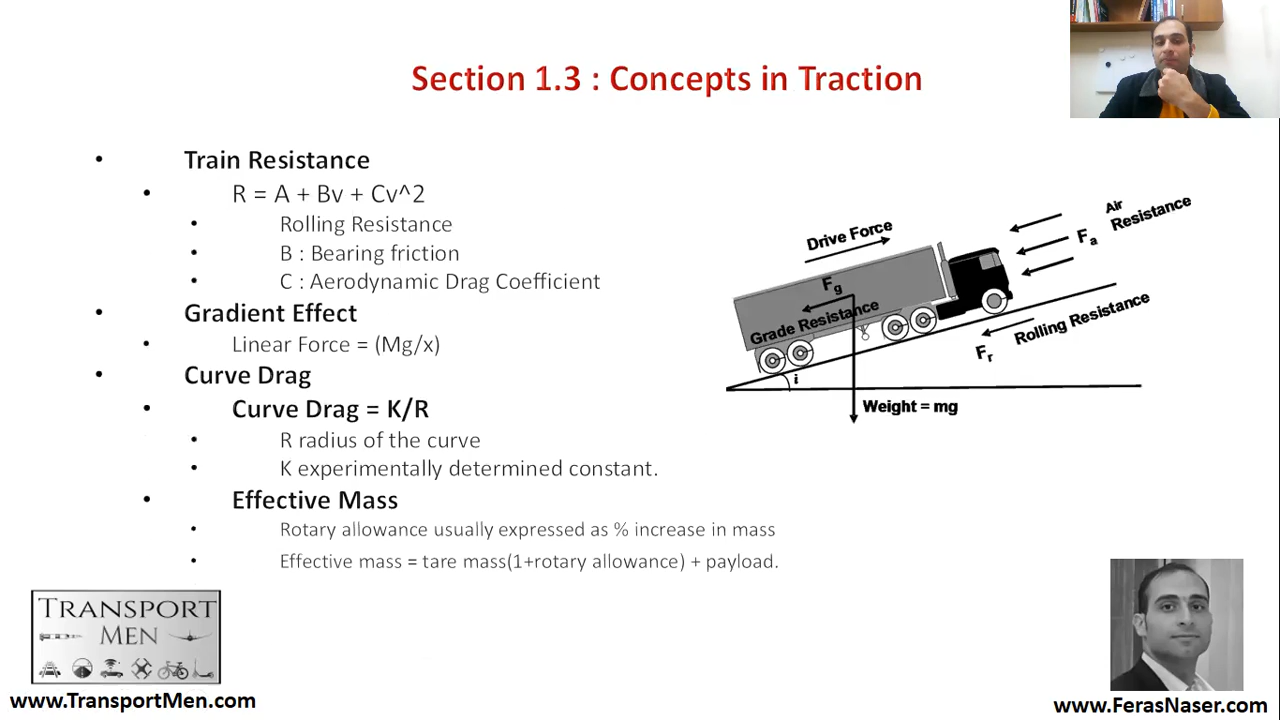 Section 1.3 : Concepts in Traction
• Train Resistance
• R = A + Bv + Cv^2
• Rolling Resistance
• B : Bearing friction
• C : Aerodynamic Drag Coefficient
• Gradient Effect
• Linear Force = (Mg/x)
• Curve Drag
• Curve Drag = K/R
• R radius of the curve
• K experimentally determined constant.
• Effective Mass
• Rotary allowance usually expressed as % increase in mass
• Effective mass = tare mass(1+rotary allowance) + payload.
Drive Force
Air
Resistance
Fa
Fg
Grade Resistance
Rolling Resistance
Fr
i
Weight = mg
TRANSPORT
MEN
www.TransportMen.com
www.FerasNaser.com